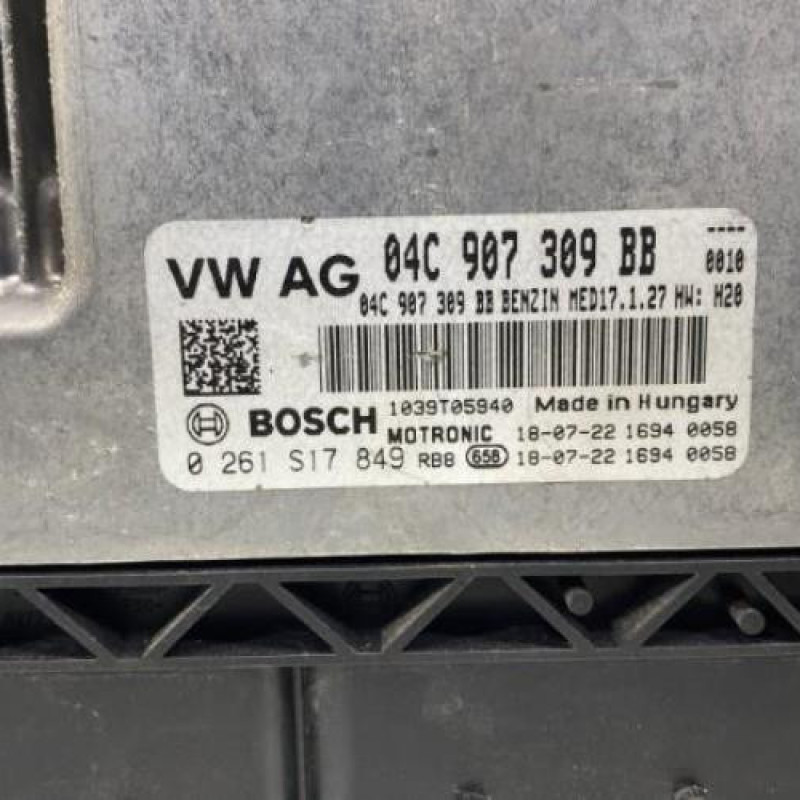 VW AG 04C 907 309 BB ----
0010
04C 907 309 BB BENZIN MED17.1.27 HW: H20
BOSCH 1039T05940 Made in Hungary
MOTRONIC 18-07-22 1694 0058
0 261 S17 849 RB8 658 18-07-22 1694 0058